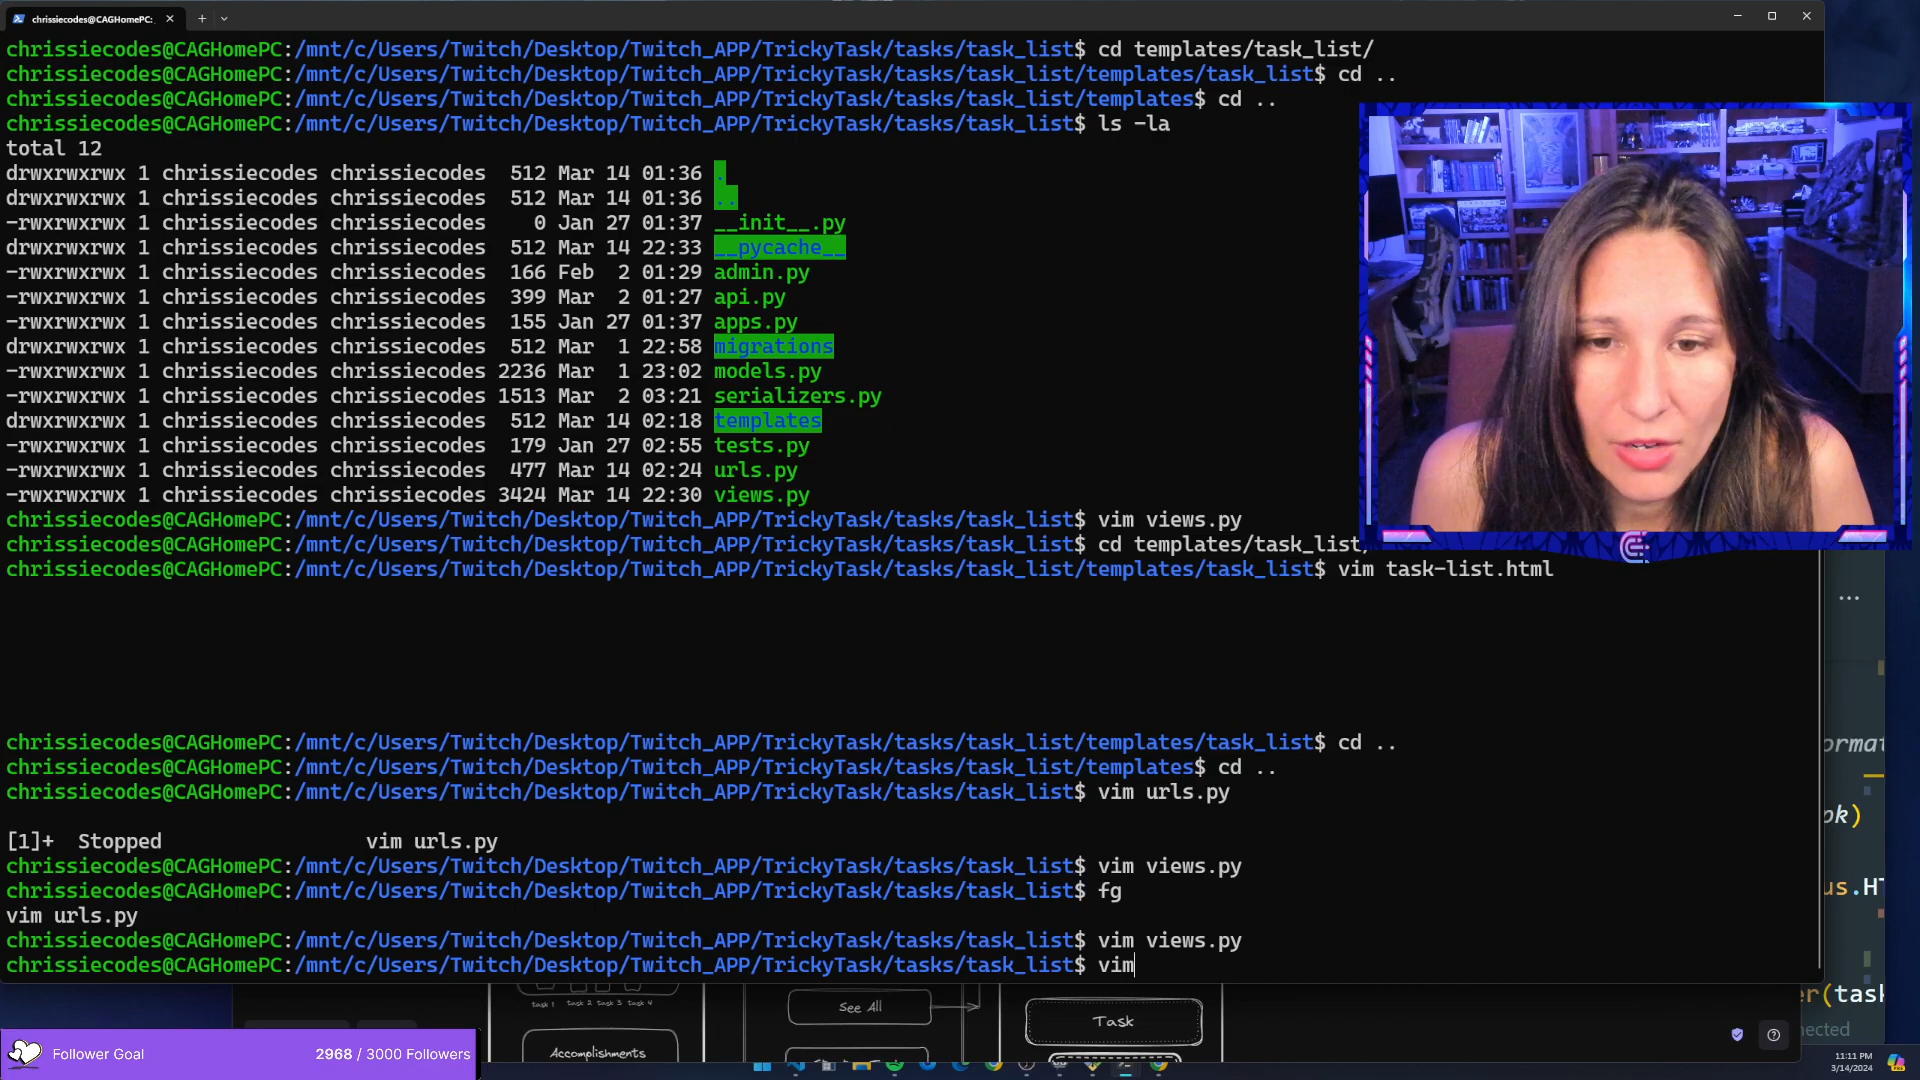 chrissiecodes@CAGHomePC:
chrissiecodes@CAGHomePC:/mnt/c/Users/Twitch/Desktop/Twitch_APP/TrickyTask/tasks/task_list$ cd templates/task_list/
chrissiecodes@CAGHomePC:/mnt/c/Users/Twitch/Desktop/Twitch_APP/TrickyTask/tasks/task_list/templates/task_list$ cd ..
chrissiecodes@CAGHomePC:/mnt/c/Users/Twitch/Desktop/Twitch_APP/TrickyTask/tasks/task_list/templates$ cd ..
chrissiecodes@CAGHomePC:/mnt/c/Users/Twitch/Desktop/Twitch_APP/TrickyTask/tasks/task_list$ ls -la
total 12
drwxrwxrwx 1 chrissiecodes chrissiecodes  512 Mar 14 01:36 .
drwxrwxrwx 1 chrissiecodes chrissiecodes  512 Mar 14 01:36 ..
-rwxrwxrwx 1 chrissiecodes chrissiecodes    0 Jan 27 01:37 __init__.py
drwxrwxrwx 1 chrissiecodes chrissiecodes  512 Mar 14 22:33 __pycache__
-rwxrwxrwx 1 chrissiecodes chrissiecodes  166 Feb  2 01:29 admin.py
-rwxrwxrwx 1 chrissiecodes chrissiecodes  399 Mar  2 01:27 api.py
-rwxrwxrwx 1 chrissiecodes chrissiecodes  155 Jan 27 01:37 apps.py
drwxrwxrwx 1 chrissiecodes chrissiecodes  512 Mar  1 22:58 migrations
-rwxrwxrwx 1 chrissiecodes chrissiecodes 2236 Mar  1 23:02 models.py
-rwxrwxrwx 1 chrissiecodes chrissiecodes 1513 Mar  2 03:21 serializers.py
drwxrwxrwx 1 chrissiecodes chrissiecodes  512 Mar 14 02:18 templates
-rwxrwxrwx 1 chrissiecodes chrissiecodes  179 Jan 27 02:55 tests.py
-rwxrwxrwx 1 chrissiecodes chrissiecodes  477 Mar 14 02:24 urls.py
-rwxrwxrwx 1 chrissiecodes chrissiecodes 3424 Mar 14 22:30 views.py
chrissiecodes@CAGHomePC:/mnt/c/Users/Twitch/Desktop/Twitch_APP/TrickyTask/tasks/task_list$ vim views.py
chrissiecodes@CAGHomePC:/mnt/c/Users/Twitch/Desktop/Twitch_APP/TrickyTask/tasks/task_list$ cd templates/task_list/
chrissiecodes@CAGHomePC:/mnt/c/Users/Twitch/Desktop/Twitch_APP/TrickyTask/tasks/task_list/templates/task_list$ vim task-list.html
chrissiecodes@CAGHomePC:/mnt/c/Users/Twitch/Desktop/Twitch_APP/TrickyTask/tasks/task_list/templates/task_list$ cd ..
chrissiecodes@CAGHomePC:/mnt/c/Users/Twitch/Desktop/Twitch_APP/TrickyTask/tasks/task_list/templates$ cd ..
chrissiecodes@CAGHomePC:/mnt/c/Users/Twitch/Desktop/Twitch_APP/TrickyTask/tasks/task_list$ vim urls.py
[1]+  Stopped                 vim urls.py
chrissiecodes@CAGHomePC:/mnt/c/Users/Twitch/Desktop/Twitch_APP/TrickyTask/tasks/task_list$ vim views.py
chrissiecodes@CAGHomePC:/mnt/c/Users/Twitch/Desktop/Twitch_APP/TrickyTask/tasks/task_list$ fg
vim urls.py
chrissiecodes@CAGHomePC:/mnt/c/Users/Twitch/Desktop/Twitch_APP/TrickyTask/tasks/task_list$ vim views.py
chrissiecodes@CAGHomePC:/mnt/c/Users/Twitch/Desktop/Twitch_APP/TrickyTask/tasks/task_list$ vim
ormat
pk)
us.HT
er(task
nected
task 1 task 2 task 3 task 4
See All
Task
Accomplishments
Follower Goal 2968 / 3000 Followers
11:11 PM
3/14/2024